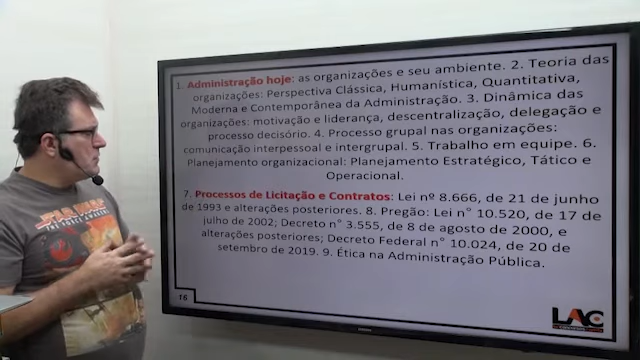 1. Administração hoje: as organizações e seu ambiente. 2. Teoria das
organizações: Perspectiva Clássica, Humanística, Quantitativa,
Moderna e Contemporânea da Administração. 3. Dinâmica das
organizações: motivação e liderança, descentralização, delegação e
processo decisório. 4. Processo grupal nas organizações:
comunicação interpessoal e intergrupal. 5. Trabalho em equipe. 6.
Planejamento organizacional: Planejamento Estratégico, Tático e
Operacional.
7. Processos de Licitação e Contratos: Lei nº 8.666, de 21 de junho
de 1993 e alterações posteriores. 8. Pregão: Lei n° 10.520, de 17 de
julho de 2002; Decreto n° 3.555, de 8 de agosto de 2000, e
alterações posteriores; Decreto Federal n° 10.024, de 20 de
setembro de 2019. 9. Ética na Administração Pública.
16
LAC
STAR WARS
THE FORCE AWAKENS